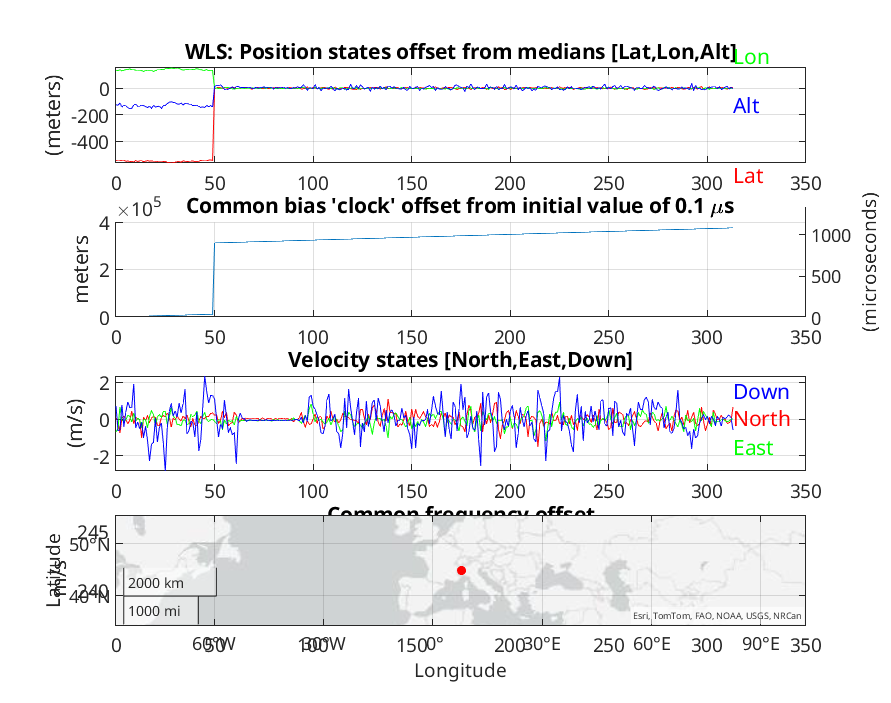 WLS: Position states offset from medians [Lat,Lon,Alt]
Lon
Alt
Lat
(meters)
0
-200
-400
0 50 100 150 200 250 300 350
×10⁵
Common bias 'clock' offset from initial value of 0.1 μs
meters
4
2
0
1000
500
0
(microseconds)
0 50 100 150 200 250 300 350
Velocity states [North,East,Down]
(m/s)
2
0
-2
Down
North
East
0 50 100 150 200 250 300 350
Common frequency offset
m/s
245
240
Latitude
50°N
40°N
2000 km
1000 mi
Esri, TomTom, FAO, NOAA, USGS, NRCan
0 50 100 150 200 250 300 350
60°W 30°W 0° 30°E 60°E 90°E
Longitude